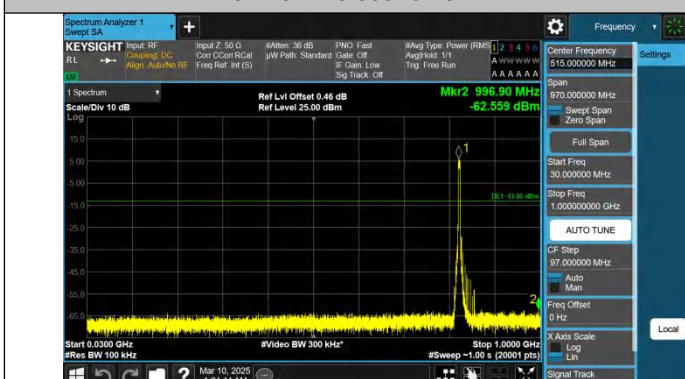 Spectrum Analyzer 1
Swept SA
Frequency
KEYSIGHT
RL
Input: RF
Coupling: DC
Align: Auto/No RF
Input Z: 50 Ω
Corr CCorr RCal
Freq Ref: Int (S)
#Atten: 36 dB
µW Path: Standard
PNO: Fast
Gate: Off
IF Gain: Low
Sig Track: Off
#Avg Type: Power (RMS
Avg|Hold: 1/1
Trig: Free Run
1 2 3 4 5 6
A W W W W W
A A A A A A
1 Spectrum
Scale/Div 10 dB
Log
Ref Lvl Offset 0.46 dB
Ref Level 25.00 dBm
Mkr2 996.90 MHz
-62.559 dBm
15.0
5.00
-5.00
-15.0
-25.0
-35.0
-45.0
-55.0
-65.0
1
DL1 -13.00 dBm
2
Start 0.0300 GHz
#Res BW 100 kHz
#Video BW 300 kHz*
Stop 1.0000 GHz
#Sweep ~1.00 s (20001 pts)
Mar 10, 2025
Center Frequency
515.000000 MHz
Span
970.000000 MHz
Swept Span
Zero Span
Full Span
Start Freq
30.000000 MHz
Stop Freq
1.000000000 GHz
AUTO TUNE
CF Step
97.000000 MHz
Auto
Man
Freq Offset
0 Hz
X Axis Scale
Log
Lin
Signal Track
Settings
Local